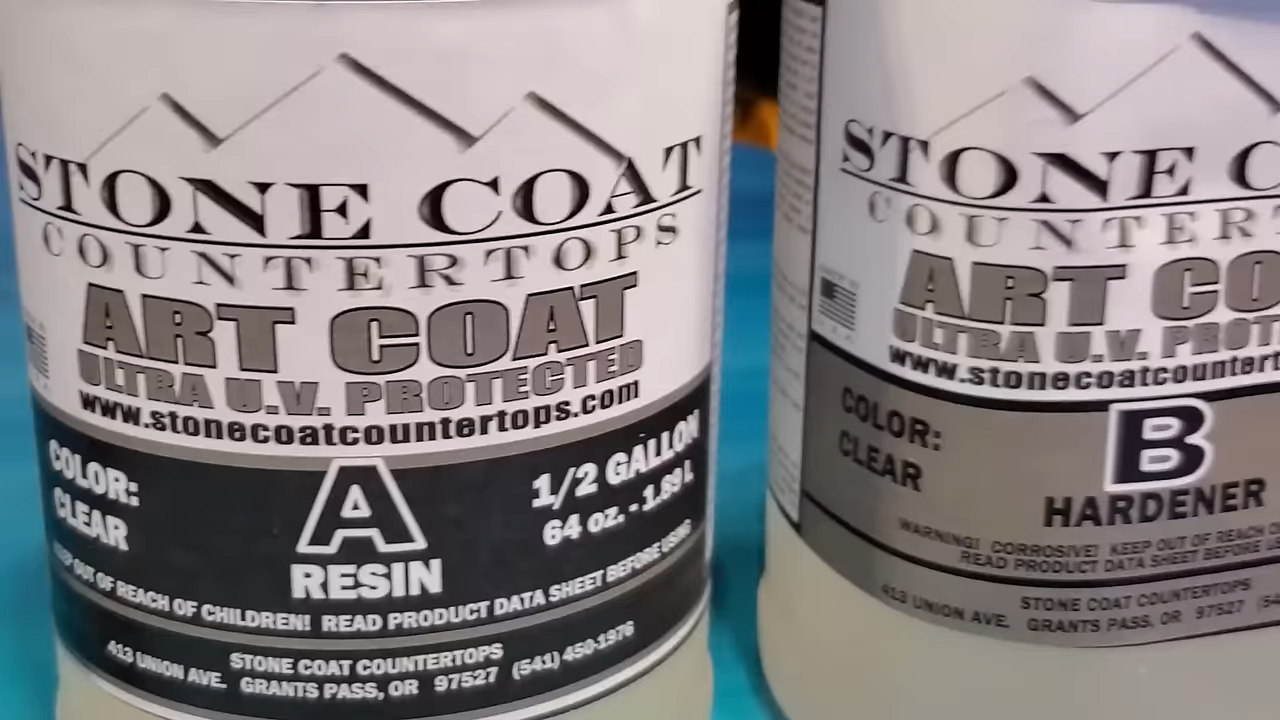 STONE COAT
COUNTERTOPS
ART COAT
ULTRA U.V. PROTECTED
www.stonecoatcountertops.com
COLOR:
CLEAR
A
RESIN
1/2 GALLON
64 oz. - 1.89 L
KEEP OUT OF REACH OF CHILDREN! READ PRODUCT DATA SHEET BEFORE USING
STONE COAT COUNTERTOPS
413 UNION AVE. GRANTS PASS, OR 97527 (541) 450-1976
STONE C
COUNTERT
ART CO
ULTRA U.V. PROT
www.stonecoatcountert
COLOR:
CLEAR
B
HARDENER
WARNING! CORROSIVE! KEEP OUT OF REACH
READ PRODUCT DATA SHEET BEFORE
STONE COAT COUNTERTOPS
413 UNION AVE. GRANTS PASS, OR 97527 (54